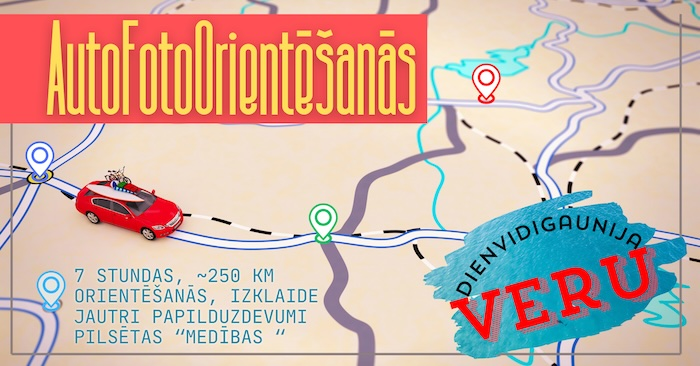 AutoFotoOrientēšanās
7 STUNDAS, ~250 KM
ORIENTĒŠANĀS, IZKLAIDE
JAUTRI PAPILDUZDEVUMI
PILSĒTAS “MEDĪBAS “
DIENVIDIGAUNIJA
VERU